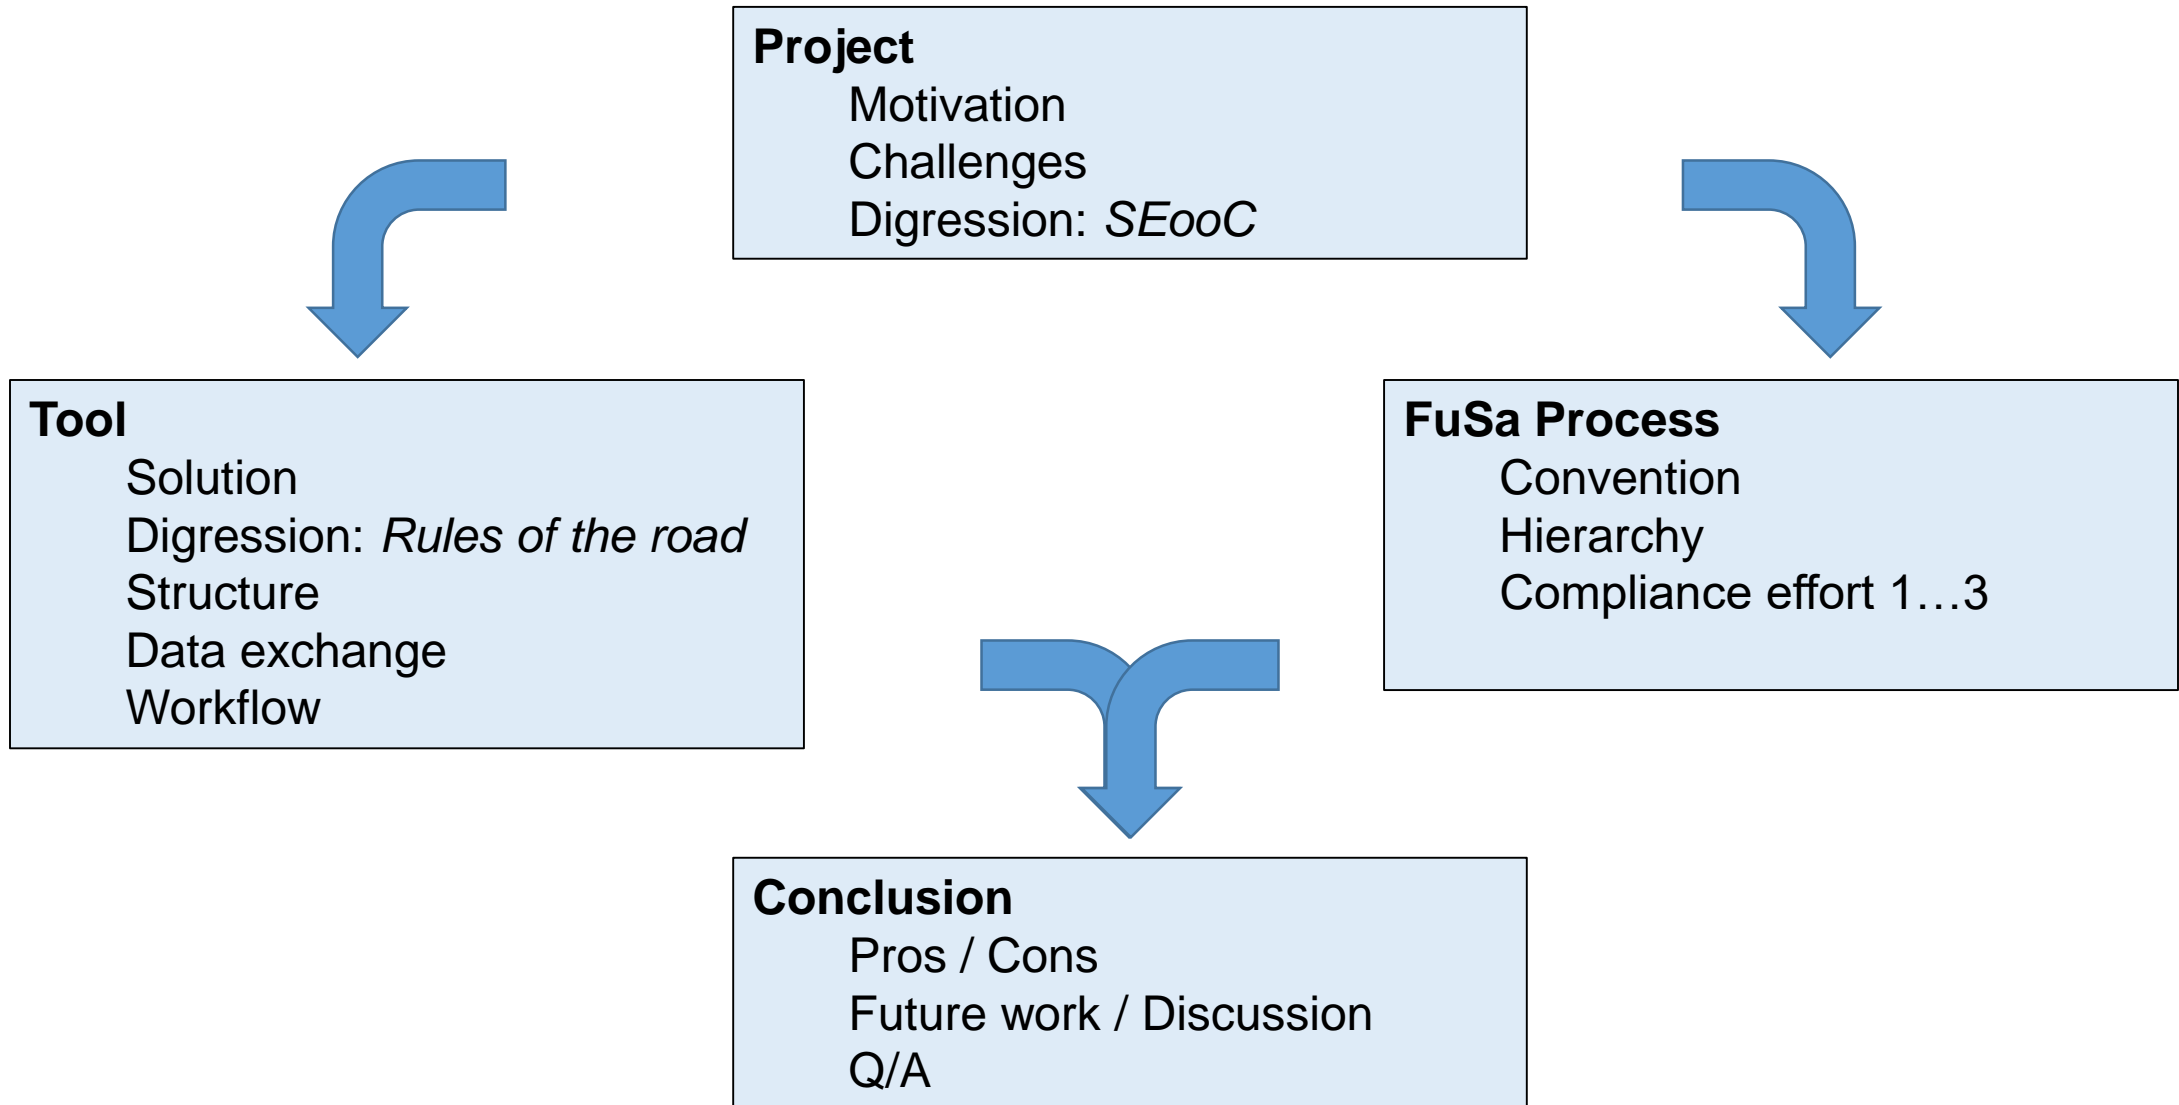 Project
Motivation
Challenges
Digression: SEooC
Tool
Solution
Digression: Rules of the road
Structure
Data exchange
Workflow
FuSa Process
Convention
Hierarchy
Compliance effort 1…3
Conclusion
Pros / Cons
Future work / Discussion
Q/A